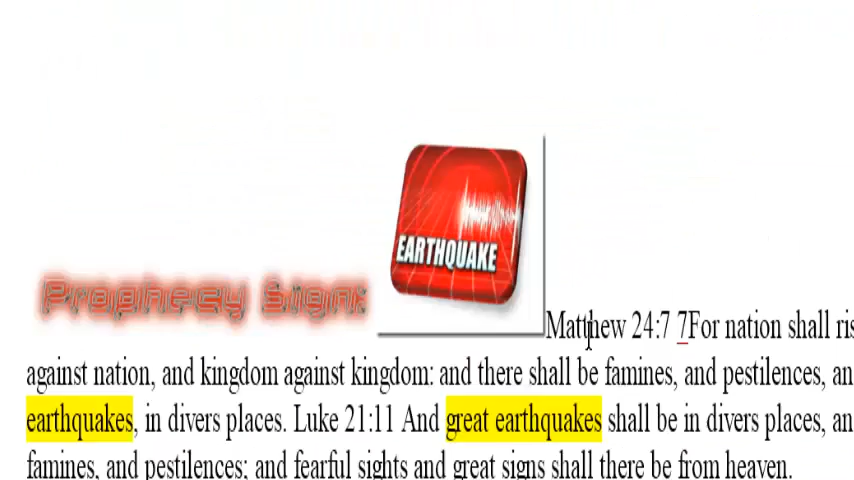 EARTHQUAKE
Prophecy Sign:
Matthew 24:7 7For nation shall ris
against nation, and kingdom against kingdom: and there shall be famines, and pestilences, an
earthquakes, in divers places. Luke 21:11 And great earthquakes shall be in divers places, an
famines, and pestilences; and fearful sights and great signs shall there be from heaven.